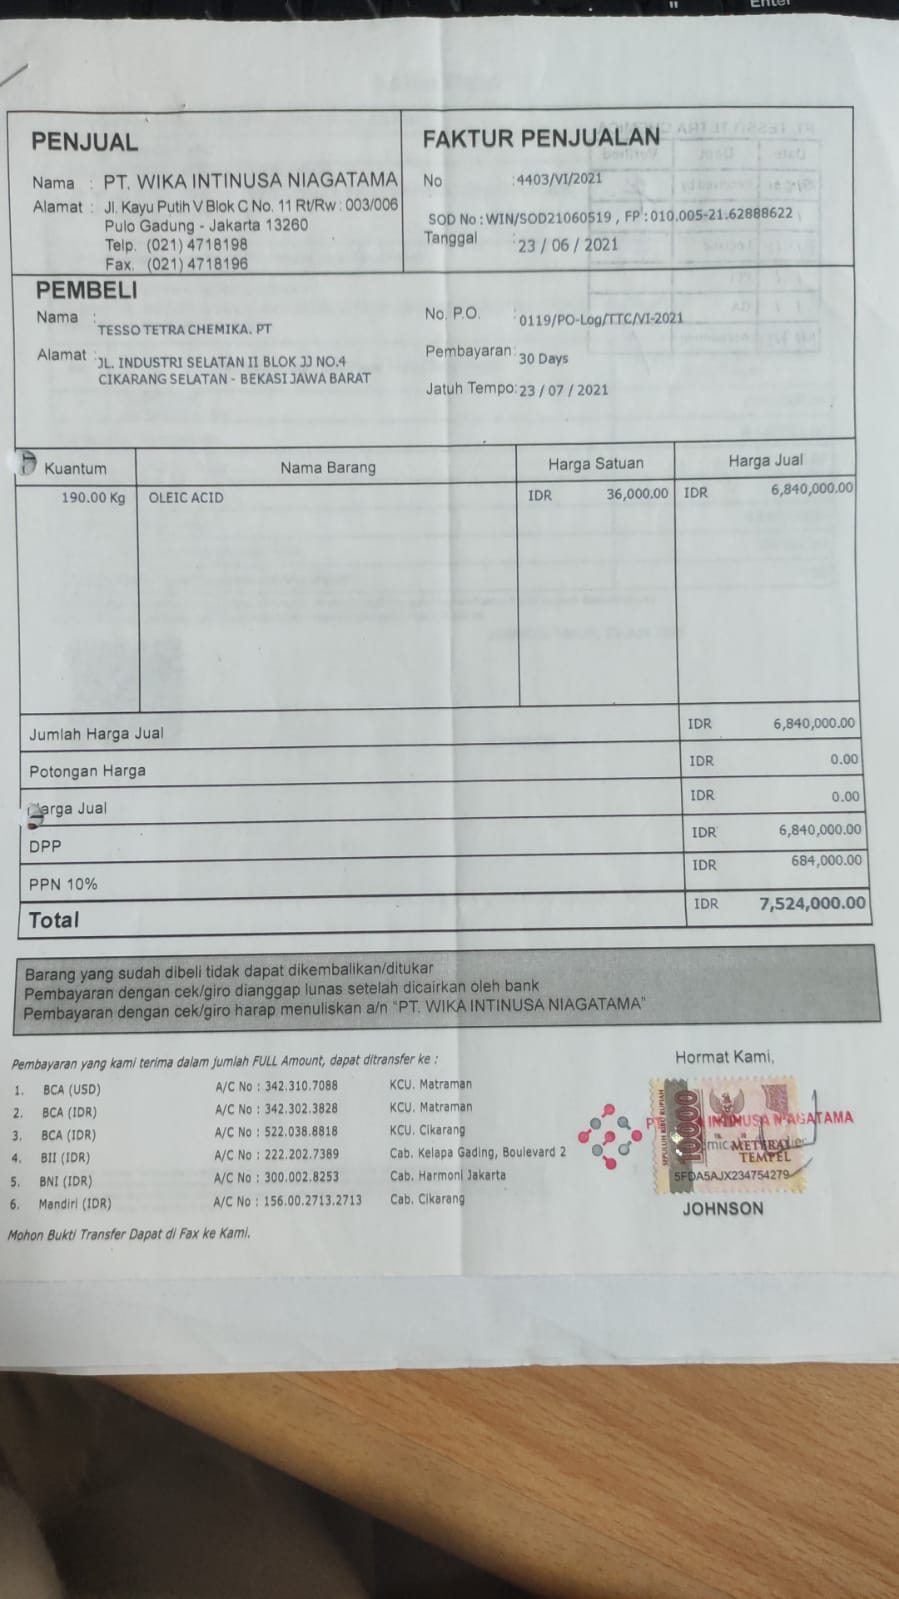 Enter
PENJUAL
Nama : PT. WIKA INTINUSA NIAGATAMA
Alamat : Jl. Kayu Putih V Blok C No. 11 Rt/Rw : 003/006
Pulo Gadung - Jakarta 13260
Telp. (021) 4718198
Fax. (021) 4718196
FAKTUR PENJUALAN
No : 4403/VI/2021
SOD No : WIN/SOD21060519 , FP : 010.005-21.62888622
Tanggal : 23 / 06 / 2021
PEMBELI
Nama :
TESSO TETRA CHEMIKA. PT
Alamat : JL. INDUSTRI SELATAN II BLOK JJ NO.4
CIKARANG SELATAN - BEKASI JAWA BARAT
No. P.O. : 0119/PO-Log/TTC/VI-2021
Pembayaran: 30 Days
Jatuh Tempo: 23 / 07 / 2021
Kuantum Nama Barang Harga Satuan Harga Jual
190.00 Kg OLEIC ACID IDR 36,000.00 IDR 6,840,000.00
Jumlah Harga Jual IDR 6,840,000.00
Potongan Harga IDR 0.00
Harga Jual IDR 0.00
DPP IDR 6,840,000.00
PPN 10% IDR 684,000.00
Total IDR 7,524,000.00
Barang yang sudah dibeli tidak dapat dikembalikan/ditukar
Pembayaran dengan cek/giro dianggap lunas setelah dicairkan oleh bank
Pembayaran dengan cek/giro harap menuliskan a/n "PT. WIKA INTINUSA NIAGATAMA"
Pembayaran yang kami terima dalam jumlah FULL Amount, dapat ditransfer ke :
1. BCA (USD) A/C No : 342.310.7088 KCU. Matraman
2. BCA (IDR) A/C No : 342.302.3828 KCU. Matraman
3. BCA (IDR) A/C No : 522.038.8818 KCU. Cikarang
4. BII (IDR) A/C No : 222.202.7389 Cab. Kelapa Gading, Boulevard 2
5. BNI (IDR) A/C No : 300.002.8253 Cab. Harmoni Jakarta
6. Mandiri (IDR) A/C No : 156.00.2713.2713 Cab. Cikarang
Mohon Bukti Transfer Dapat di Fax ke Kami.
Hormat Kami,
SEPULUH RIBU RUPIAH
10000
INTINUSA NIAGATAMA
METERAI
TEMPEL
5FDA5AJX234754279
JOHNSON